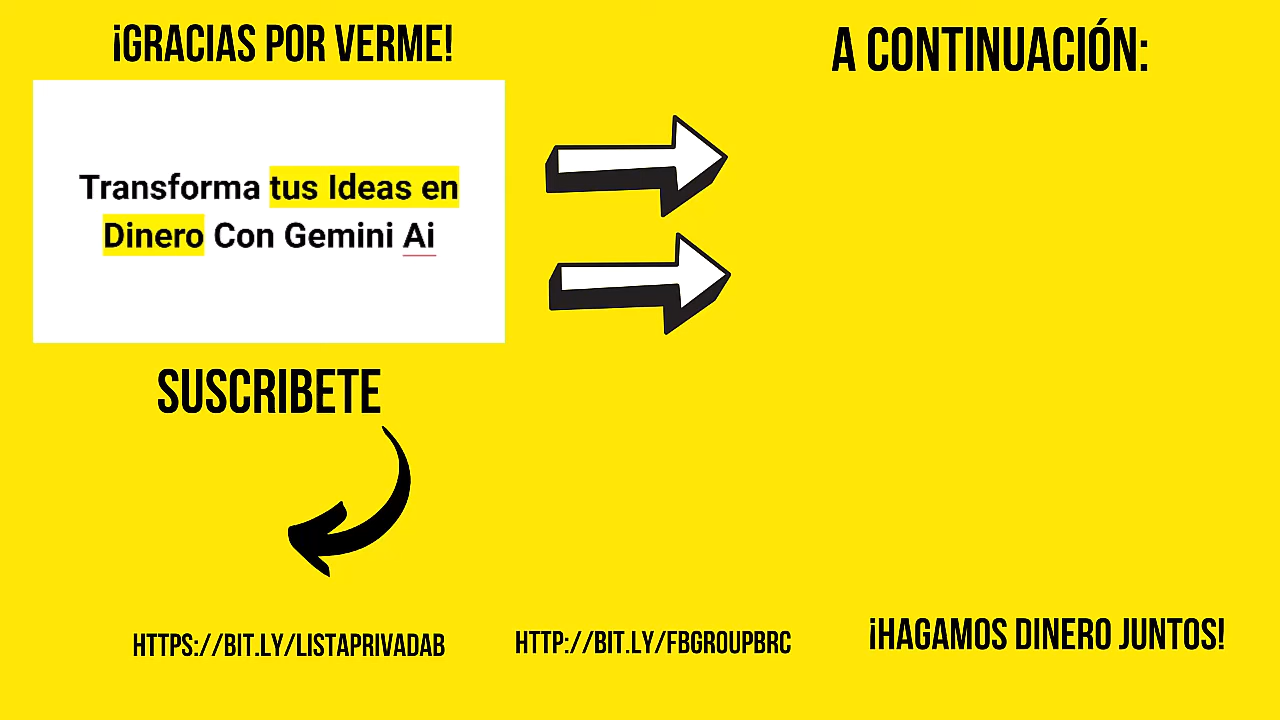 ¡GRACIAS POR VERME!
A CONTINUACIÓN:
Transforma tus Ideas en
Dinero Con Gemini Ai
SUSCRIBETE
HTTPS://BIT.LY/LISTAPRIVADAB
HTTP://BIT.LY/FBGROUPBRC
¡HAGAMOS DINERO JUNTOS!